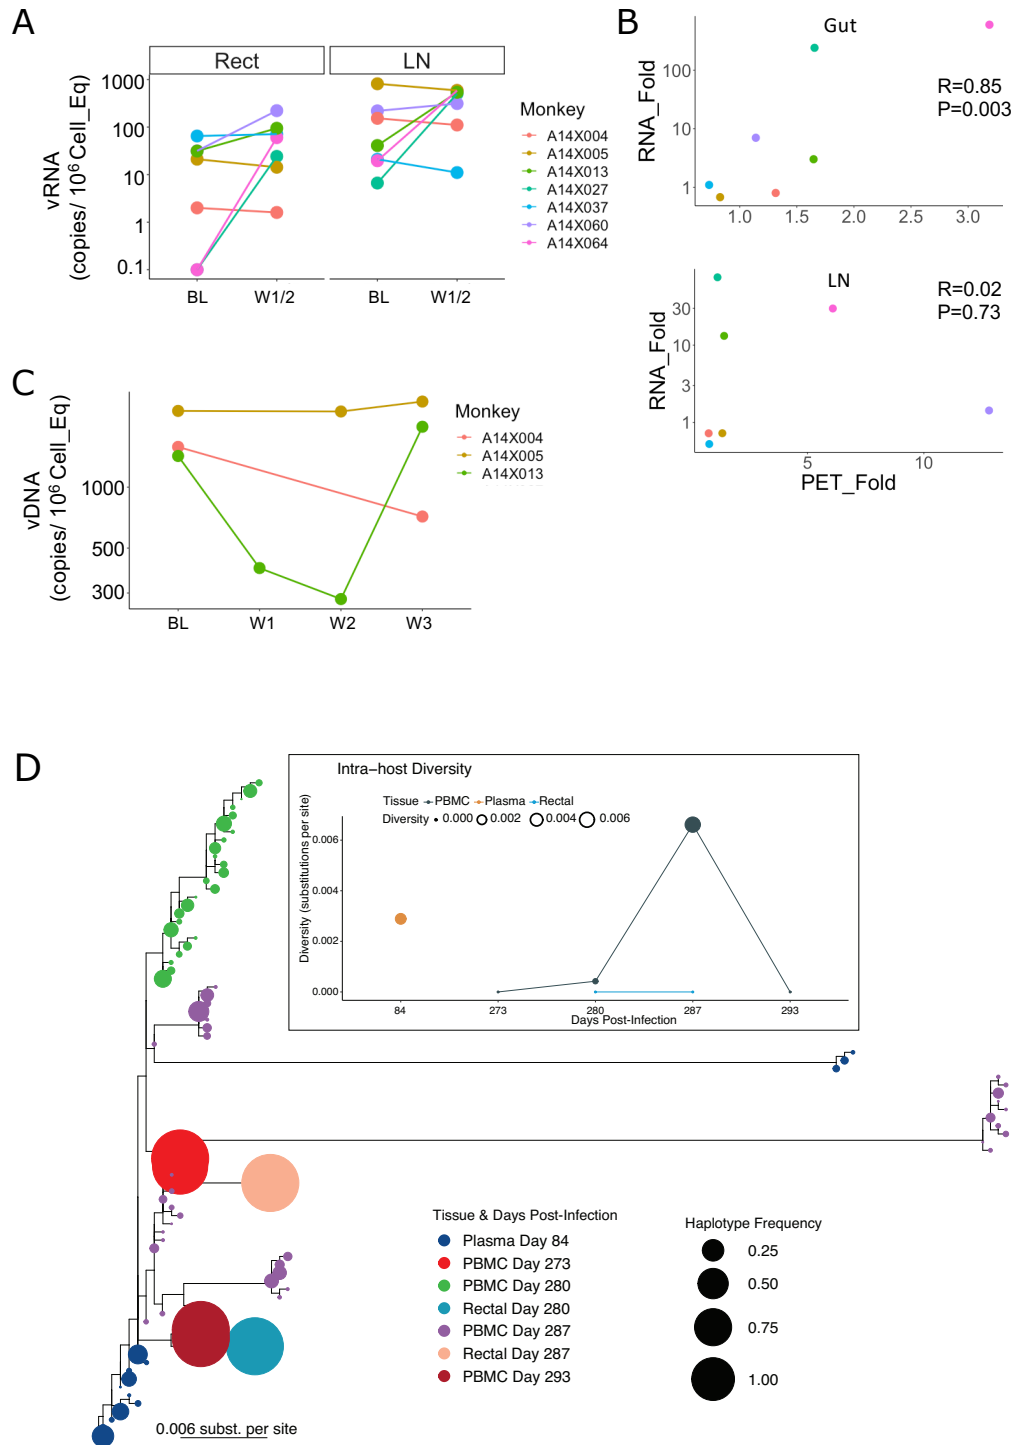 A
Rect
LN
vRNA
(copies/ 10⁶ Cell_Eq)
1000
100
10
1
0.1
BL
W1/2
BL
W1/2
Monkey
A14X004
A14X005
A14X013
A14X027
A14X037
A14X060
A14X064
B
Gut
RNA_Fold
100
10
1
R=0.85
P=0.003
1.0
1.5
2.0
2.5
3.0
LN
RNA_Fold
30
10
3
1
R=0.02
P=0.73
5
10
PET_Fold
C
vDNA
(copies/ 10⁶ Cell_Eq)
1000
500
300
BL
W1
W2
W3
Monkey
A14X004
A14X005
A14X013
D
Intra−host Diversity
Tissue PBMC Plasma Rectal
Diversity 0.000 0.002 0.004 0.006
Diversity (substitutions per site)
0.006
0.004
0.002
0.000
84
273
280
287
293
Days Post-Infection
Tissue & Days Post-Infection
Plasma Day 84
PBMC Day 273
PBMC Day 280
Rectal Day 280
PBMC Day 287
Rectal Day 287
PBMC Day 293
Haplotype Frequency
0.25
0.50
0.75
1.00
0.006 subst. per site